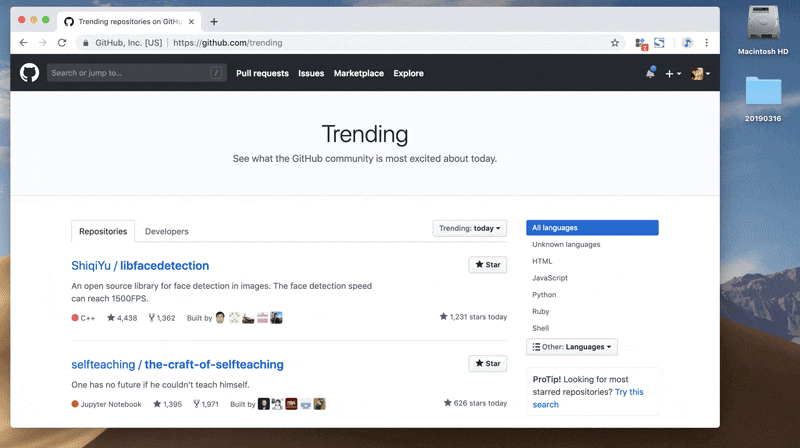 Trending repositories on GitHub
GitHub, Inc. [US]
https://github.com/trending
Search or jump to...
/
Pull requests
Issues
Marketplace
Explore
Macintosh HD
20190316
Trending
See what the GitHub community is most excited about today.
Repositories
Developers
Trending: today
ShiqiYu / libfacedetection
Star
An open source library for face detection in images. The face detection speed
can reach 1500FPS.
C++
4,438
1,362
Built by
1,231 stars today
selfteaching / the-craft-of-selfteaching
Star
One has no future if he couldn't teach himself.
Jupyter Notebook
1,395
1,971
Built by
626 stars today
All languages
Unknown languages
HTML
JavaScript
Python
Ruby
Shell
Other: Languages
ProTip! Looking for most
starred repositories? Try this
search